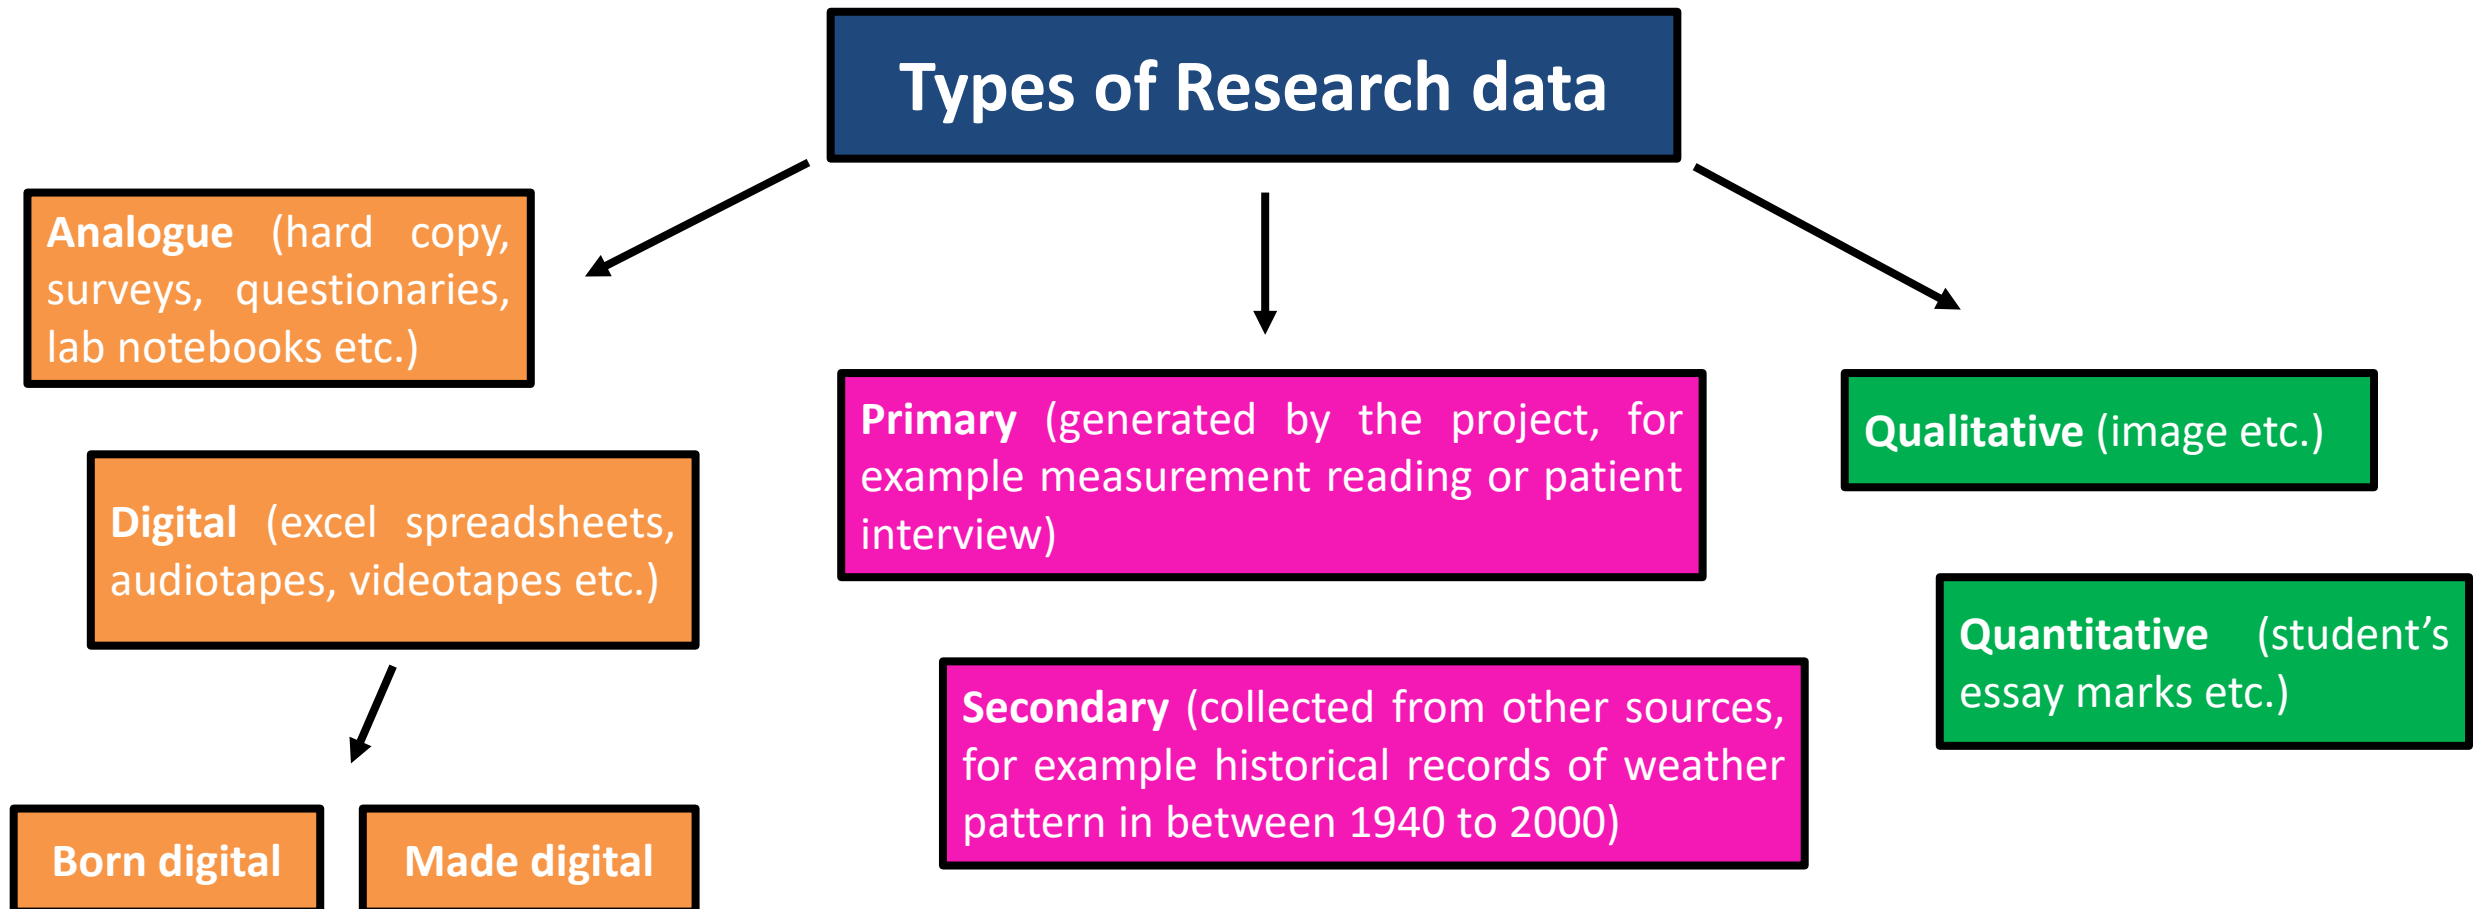 Types of Research data
Analogue (hard copy,
surveys, questionaries,
lab notebooks etc.)
Digital (excel spreadsheets,
audiotapes, videotapes etc.)
Born digital
Made digital
Primary (generated by the project, for
example measurement reading or patient
interview)
Secondary (collected from other sources,
for example historical records of weather
pattern in between 1940 to 2000)
Qualitative (image etc.)
Quantitative (student’s
essay marks etc.)